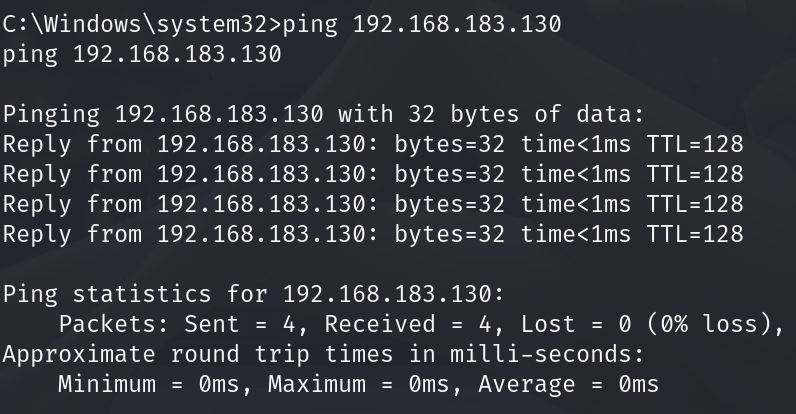 C:\Windows\system32>ping 192.168.183.130
ping 192.168.183.130
Pinging 192.168.183.130 with 32 bytes of data:
Reply from 192.168.183.130: bytes=32 time<1ms TTL=128
Reply from 192.168.183.130: bytes=32 time<1ms TTL=128
Reply from 192.168.183.130: bytes=32 time<1ms TTL=128
Reply from 192.168.183.130: bytes=32 time<1ms TTL=128
Ping statistics for 192.168.183.130:
    Packets: Sent = 4, Received = 4, Lost = 0 (0% loss),
Approximate round trip times in milli-seconds:
    Minimum = 0ms, Maximum = 0ms, Average = 0ms